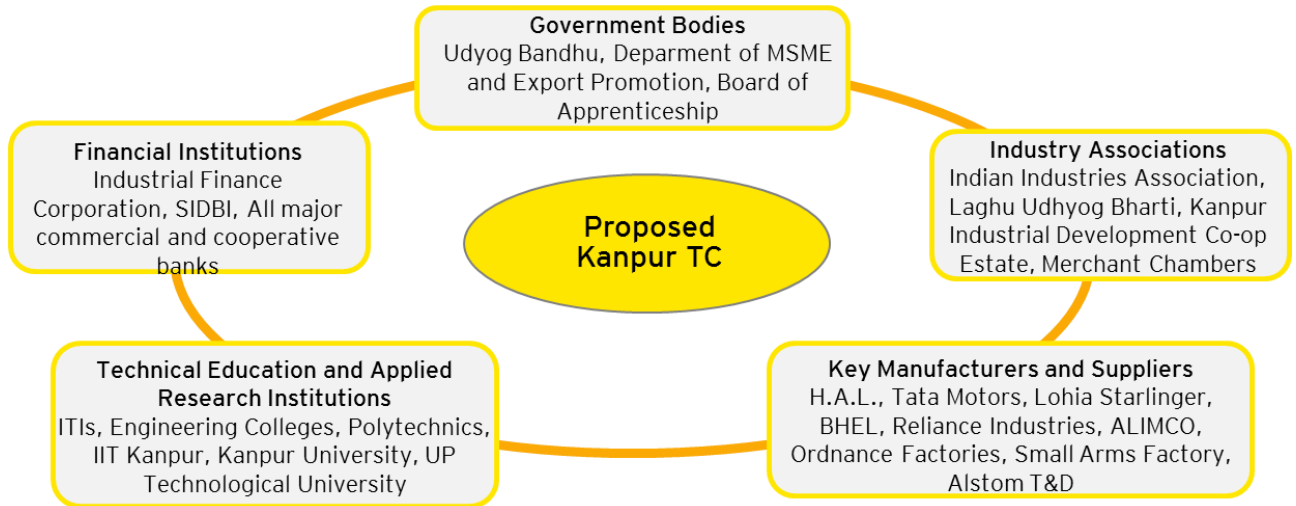 Government Bodies
Udyog Bandhu, Deparment of MSME
and Export Promotion, Board of
Apprenticeship
Financial Institutions
Industrial Finance
Corporation, SIDBI, All major
commercial and cooperative
banks
Industry Associations
Indian Industries Association,
Laghu Udhyog Bharti, Kanpur
Industrial Development Co-op
Estate, Merchant Chambers
Proposed
Kanpur TC
Technical Education and Applied
Research Institutions
ITIs, Engineering Colleges, Polytechnics,
IIT Kanpur, Kanpur University, UP
Technological University
Key Manufacturers and Suppliers
H.A.L., Tata Motors, Lohia Starlinger,
BHEL, Reliance Industries, ALIMCO,
Ordnance Factories, Small Arms Factory,
Alstom T&D